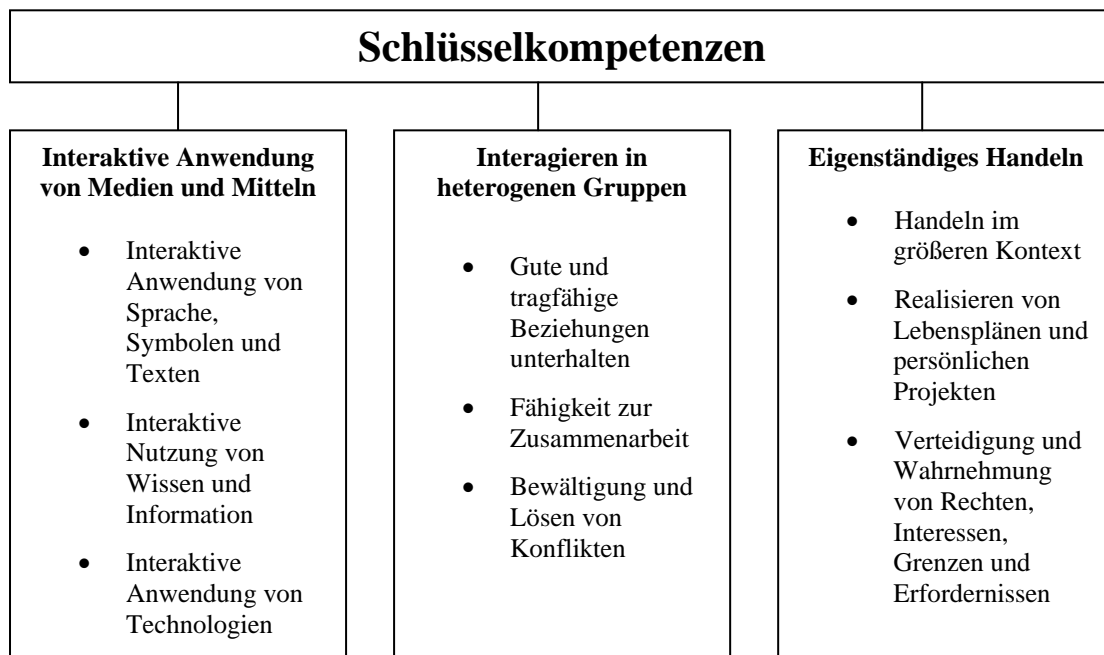 Schlüsselkompetenzen
Interaktive Anwendung
von Medien und Mitteln
• Interaktive
Anwendung von
Sprache,
Symbolen und
Texten
• Interaktive
Nutzung von
Wissen und
Information
• Interaktive
Anwendung von
Technologien
Interagieren in
heterogenen Gruppen
• Gute und
tragfähige
Beziehungen
unterhalten
• Fähigkeit zur
Zusammenarbeit
• Bewältigung und
Lösen von
Konflikten
Eigenständiges Handeln
• Handeln im
größeren Kontext
• Realisieren von
Lebensplänen und
persönlichen
Projekten
• Verteidigung und
Wahrnehmung
von Rechten,
Interessen,
Grenzen und
Erfordernissen